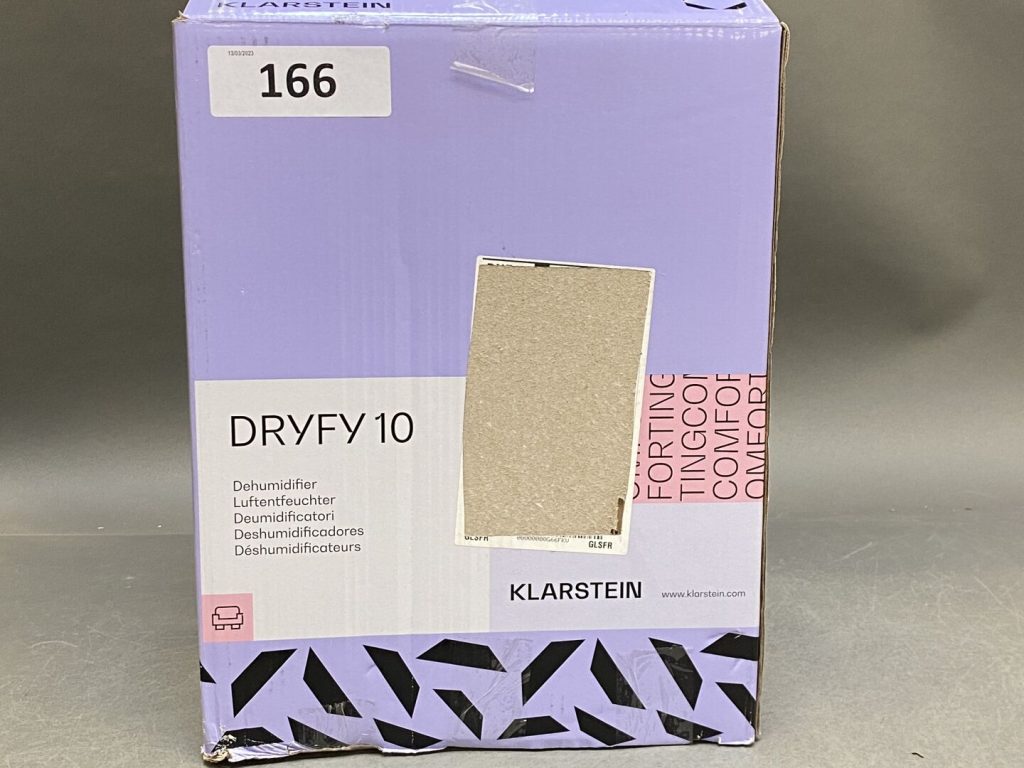 KLARSTEIN
13/03/2023
166
DRYFY 10
Dehumidifier
Luftentfeuchter
Deumidificatori
Deshumidificadores
Déshumidificateurs
FORTING
TINGCOM
COMFOR
OMFORT
GLSFR
GLSFR
KLARSTEIN
www.klarstein.com